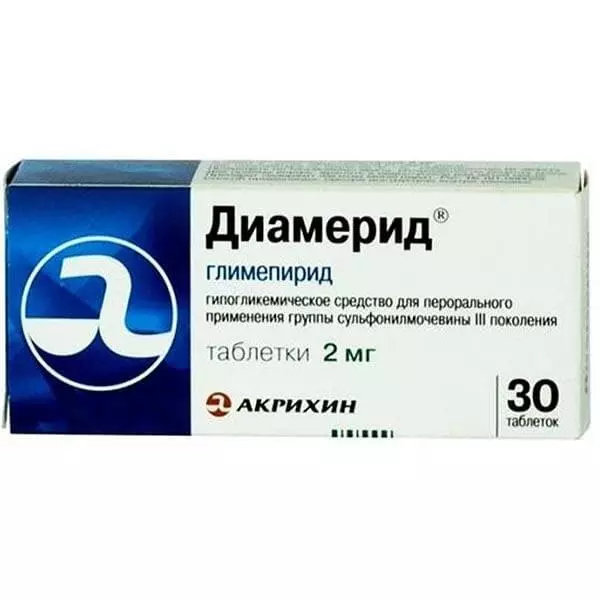 Диамерид®
глимепирид
гипогликемическое средство для перорального
применения группы сульфонилмочевины III поколения
таблетки 2 мг
АКРИХИН
30
таблеток